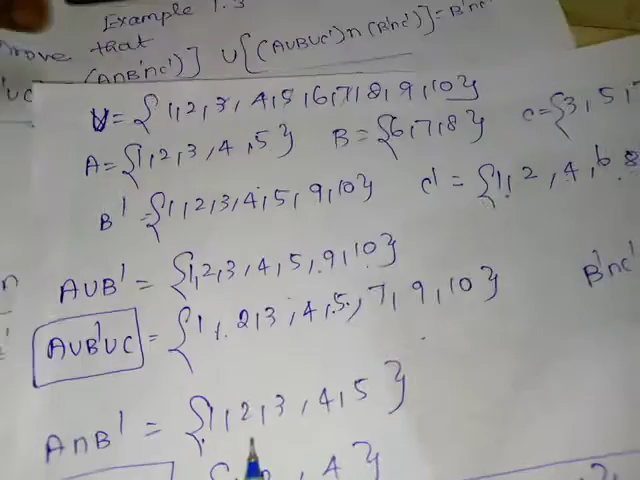 Example 1.3
Prove that
(A∩B'∩C')] ∪[(A∪B∪C')∩(B'∩C')]=B'∩C'
'∪C
U={1,2,3,4,5,6,7,8,9,10}
A={1,2,3,4,5} B={6,7,8} C={3,5,7
B'={1,2,3,4,5,9,10} C'={1,2,4,6,8
A∪B'={1,2,3,4,5,9,10}
B'∩C'
A∪B'∪C={1,2,3,4,5,7,9,10}
A∩B'={1,2,3,4,5}
4}